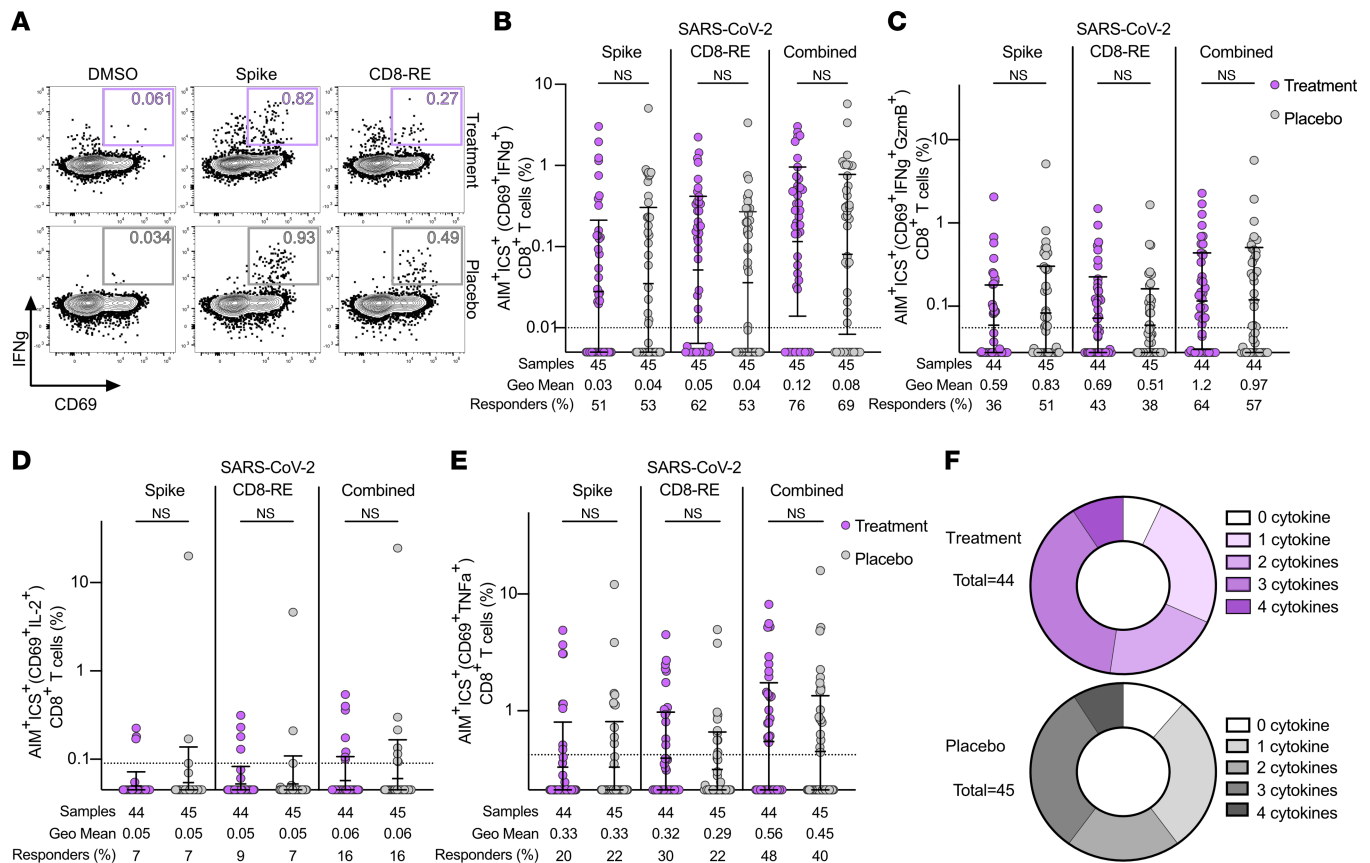 A
DMSO
Spike
CD8-RE
0.061
0.82
0.27
Treatment
0.034
0.93
0.49
Placebo
IFNg
CD69
B
SARS-CoV-2
Spike
CD8-RE
Combined
NS
NS
NS
AIM⁺ICS⁺(CD69⁺IFNg⁺)
CD8⁺ T cells (%)
10
1
0.1
0.01
Samples 45 45 45 45 45 45
Geo Mean 0.03 0.04 0.05 0.04 0.12 0.08
Responders (%) 51 53 62 53 76 69
C
SARS-CoV-2
Spike
CD8-RE
Combined
NS
NS
NS
Treatment
Placebo
AIM⁺ICS⁺(CD69⁺IFNg⁺GzmB⁺)
CD8⁺ T cells (%)
10
1
0.1
Samples 44 45 44 45 44 44
Geo Mean 0.59 0.83 0.69 0.51 1.2 0.97
Responders (%) 36 51 43 38 64 57
D
SARS-CoV-2
Spike
CD8-RE
Combined
NS
NS
NS
AIM⁺ICS⁺(CD69⁺IL-2⁺)
CD8⁺ T cells (%)
10
1
0.1
Samples 44 45 44 45 44 45
Geo Mean 0.05 0.05 0.05 0.05 0.06 0.06
Responders (%) 7 7 9 7 16 16
E
SARS-CoV-2
Spike
CD8-RE
Combined
NS
NS
NS
Treatment
Placebo
AIM⁺ICS⁺(CD69⁺TNFa⁺)
CD8⁺ T cells (%)
10
1
Samples 44 45 44 45 44 45
Geo Mean 0.33 0.33 0.32 0.29 0.56 0.45
Responders (%) 20 22 30 22 48 40
F
Treatment
Total=44
0 cytokine
1 cytokine
2 cytokines
3 cytokines
4 cytokines
Placebo
Total=45
0 cytokine
1 cytokine
2 cytokines
3 cytokines
4 cytokines